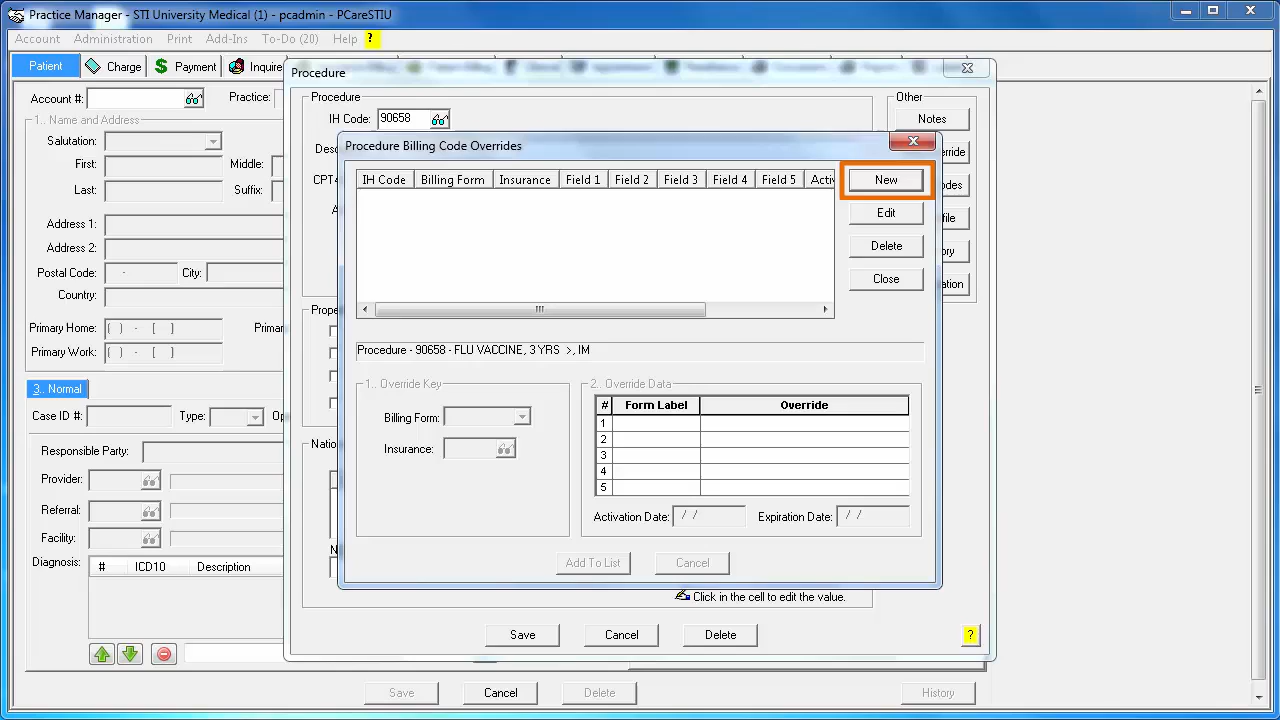 Practice Manager - STI University Medical (1) - pcadmin - PCareSTIU
Account Administration Print Add-Ins To-Do (20) Help ?
Patient Charge $ Payment Inquire
Procedure
Account #: Practice: Procedure Other
IH Code: 90658 Notes
1.. Name and Address
Salutation:
Procedure Billing Code Overrides
First: Middle:
Last: Suffix:
IH Code Billing Form Insurance Field 1 Field 2 Field 3 Field 4 Field 5 New
Edit
Address 1:
Address 2: Delete
Postal Code: - City: Close
Country:
Primary Home: ( ) - [ ]
Primary Work: ( ) - [ ]
Procedure - 90658 - FLU VACCINE, 3 YRS >, IM
3. Normal
1.. Override Key 2. Override Data
Case ID #: Type:
Billing Form: # Form Label Override
Insurance: 1
2
3
4
5
Responsible Party:
Provider:
Referral:
Facility:
Activation Date: / / Expiration Date: / /
Diagnosis: # ICD10 Description
Add To List Cancel
Click in the cell to edit the value.
Save Cancel Delete ?
Save Cancel Delete History